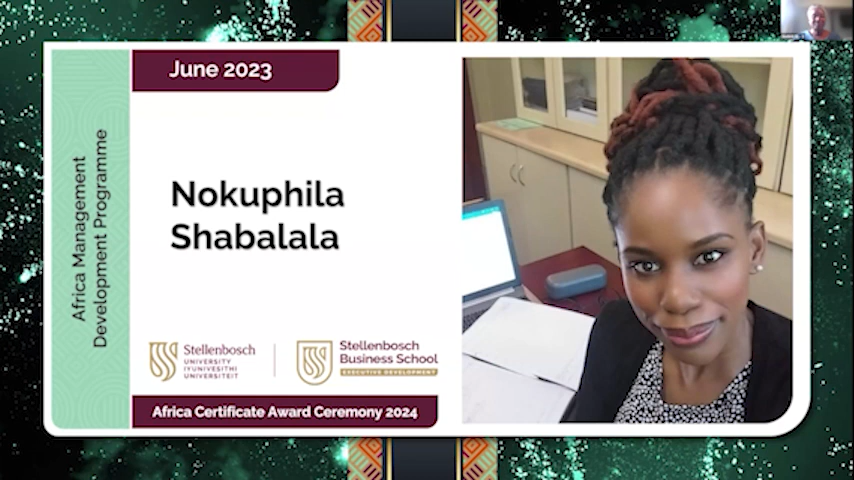 June 2023
Africa Management
Development Programme
Nokuphila
Shabalala
Stellenbosch
UNIVERSITY
IYUNIVESITHI
UNIVERSITEIT
Stellenbosch
Business School
EXECUTIVE DEVELOPMENT
Africa Certificate Award Ceremony 2024